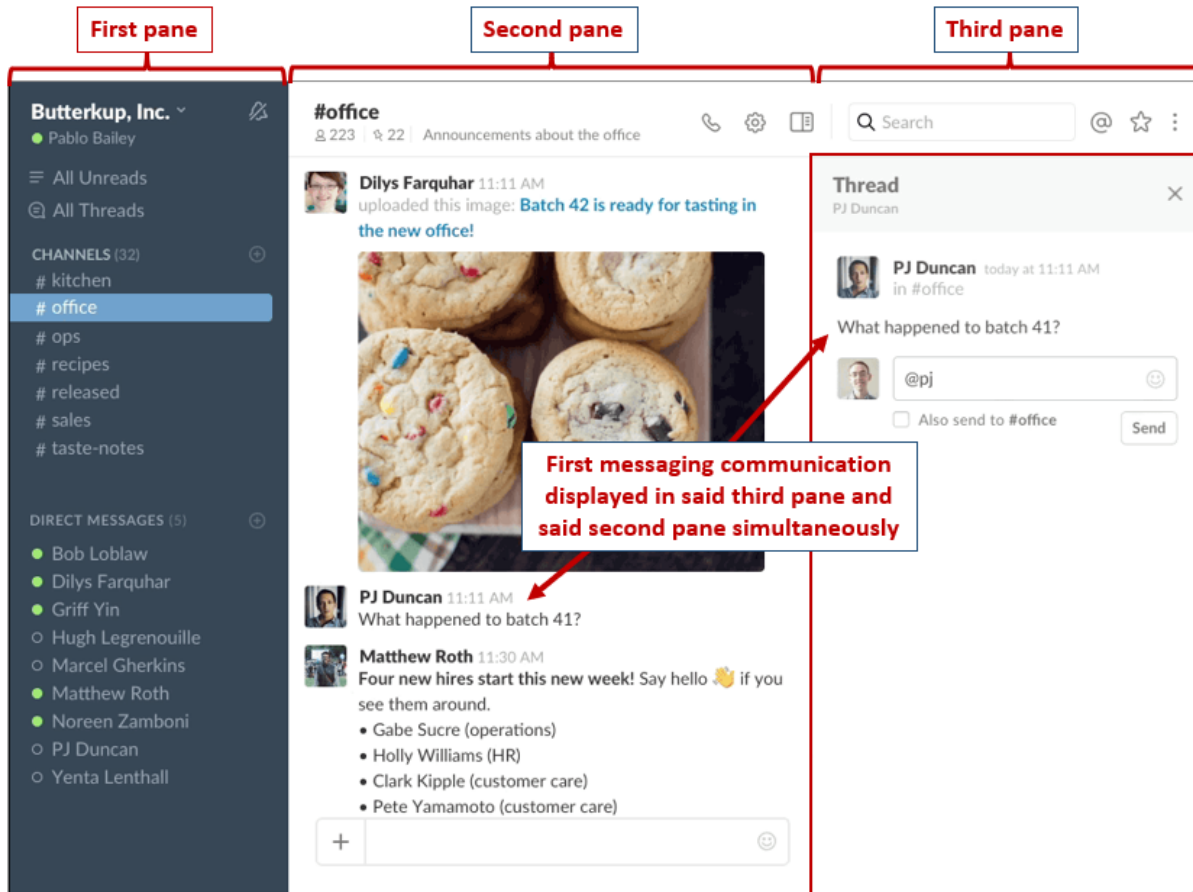 First pane
Second pane
Third pane
Butterkup, Inc.
Pablo Bailey
All Unreads
All Threads
CHANNELS (32)
# kitchen
# office
# ops
# recipes
# released
# sales
# taste-notes
DIRECT MESSAGES (5)
Bob Loblaw
Dilys Farquhar
Griff Yin
Hugh Legrenouille
Marcel Gherkins
Matthew Roth
Noreen Zamboni
PJ Duncan
Yenta Lenthall
#office
223 | 22 | Announcements about the office
Search
Dilys Farquhar 11:11 AM
uploaded this image: Batch 42 is ready for tasting in
the new office!
First messaging communication
displayed in said third pane and
said second pane simultaneously
PJ Duncan 11:11 AM
What happened to batch 41?
Matthew Roth 11:30 AM
Four new hires start this new week! Say hello 👋 if you
see them around.
• Gabe Sucre (operations)
• Holly Williams (HR)
• Clark Kipple (customer care)
• Pete Yamamoto (customer care)
Thread
PJ Duncan
PJ Duncan today at 11:11 AM
in #office
What happened to batch 41?
@pj
Also send to #office
Send